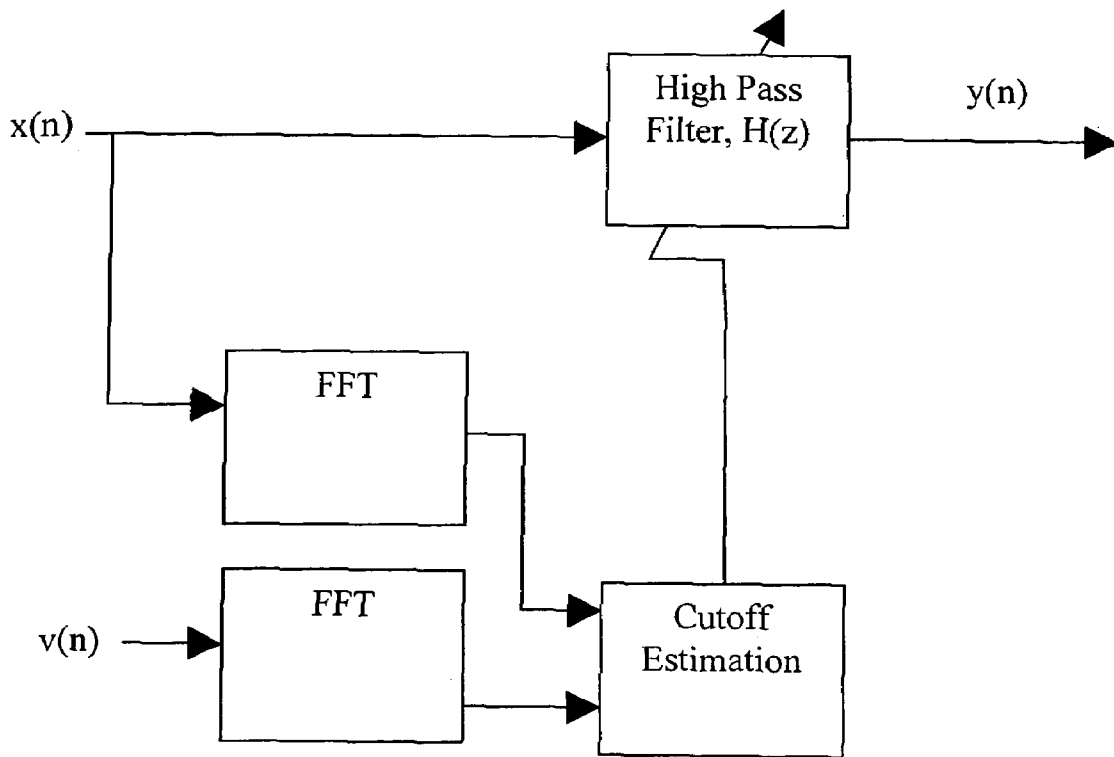 High Pass
Filter, H(z)
x(n)
y(n)
FFT
FFT
v(n)
Cutoff
Estimation